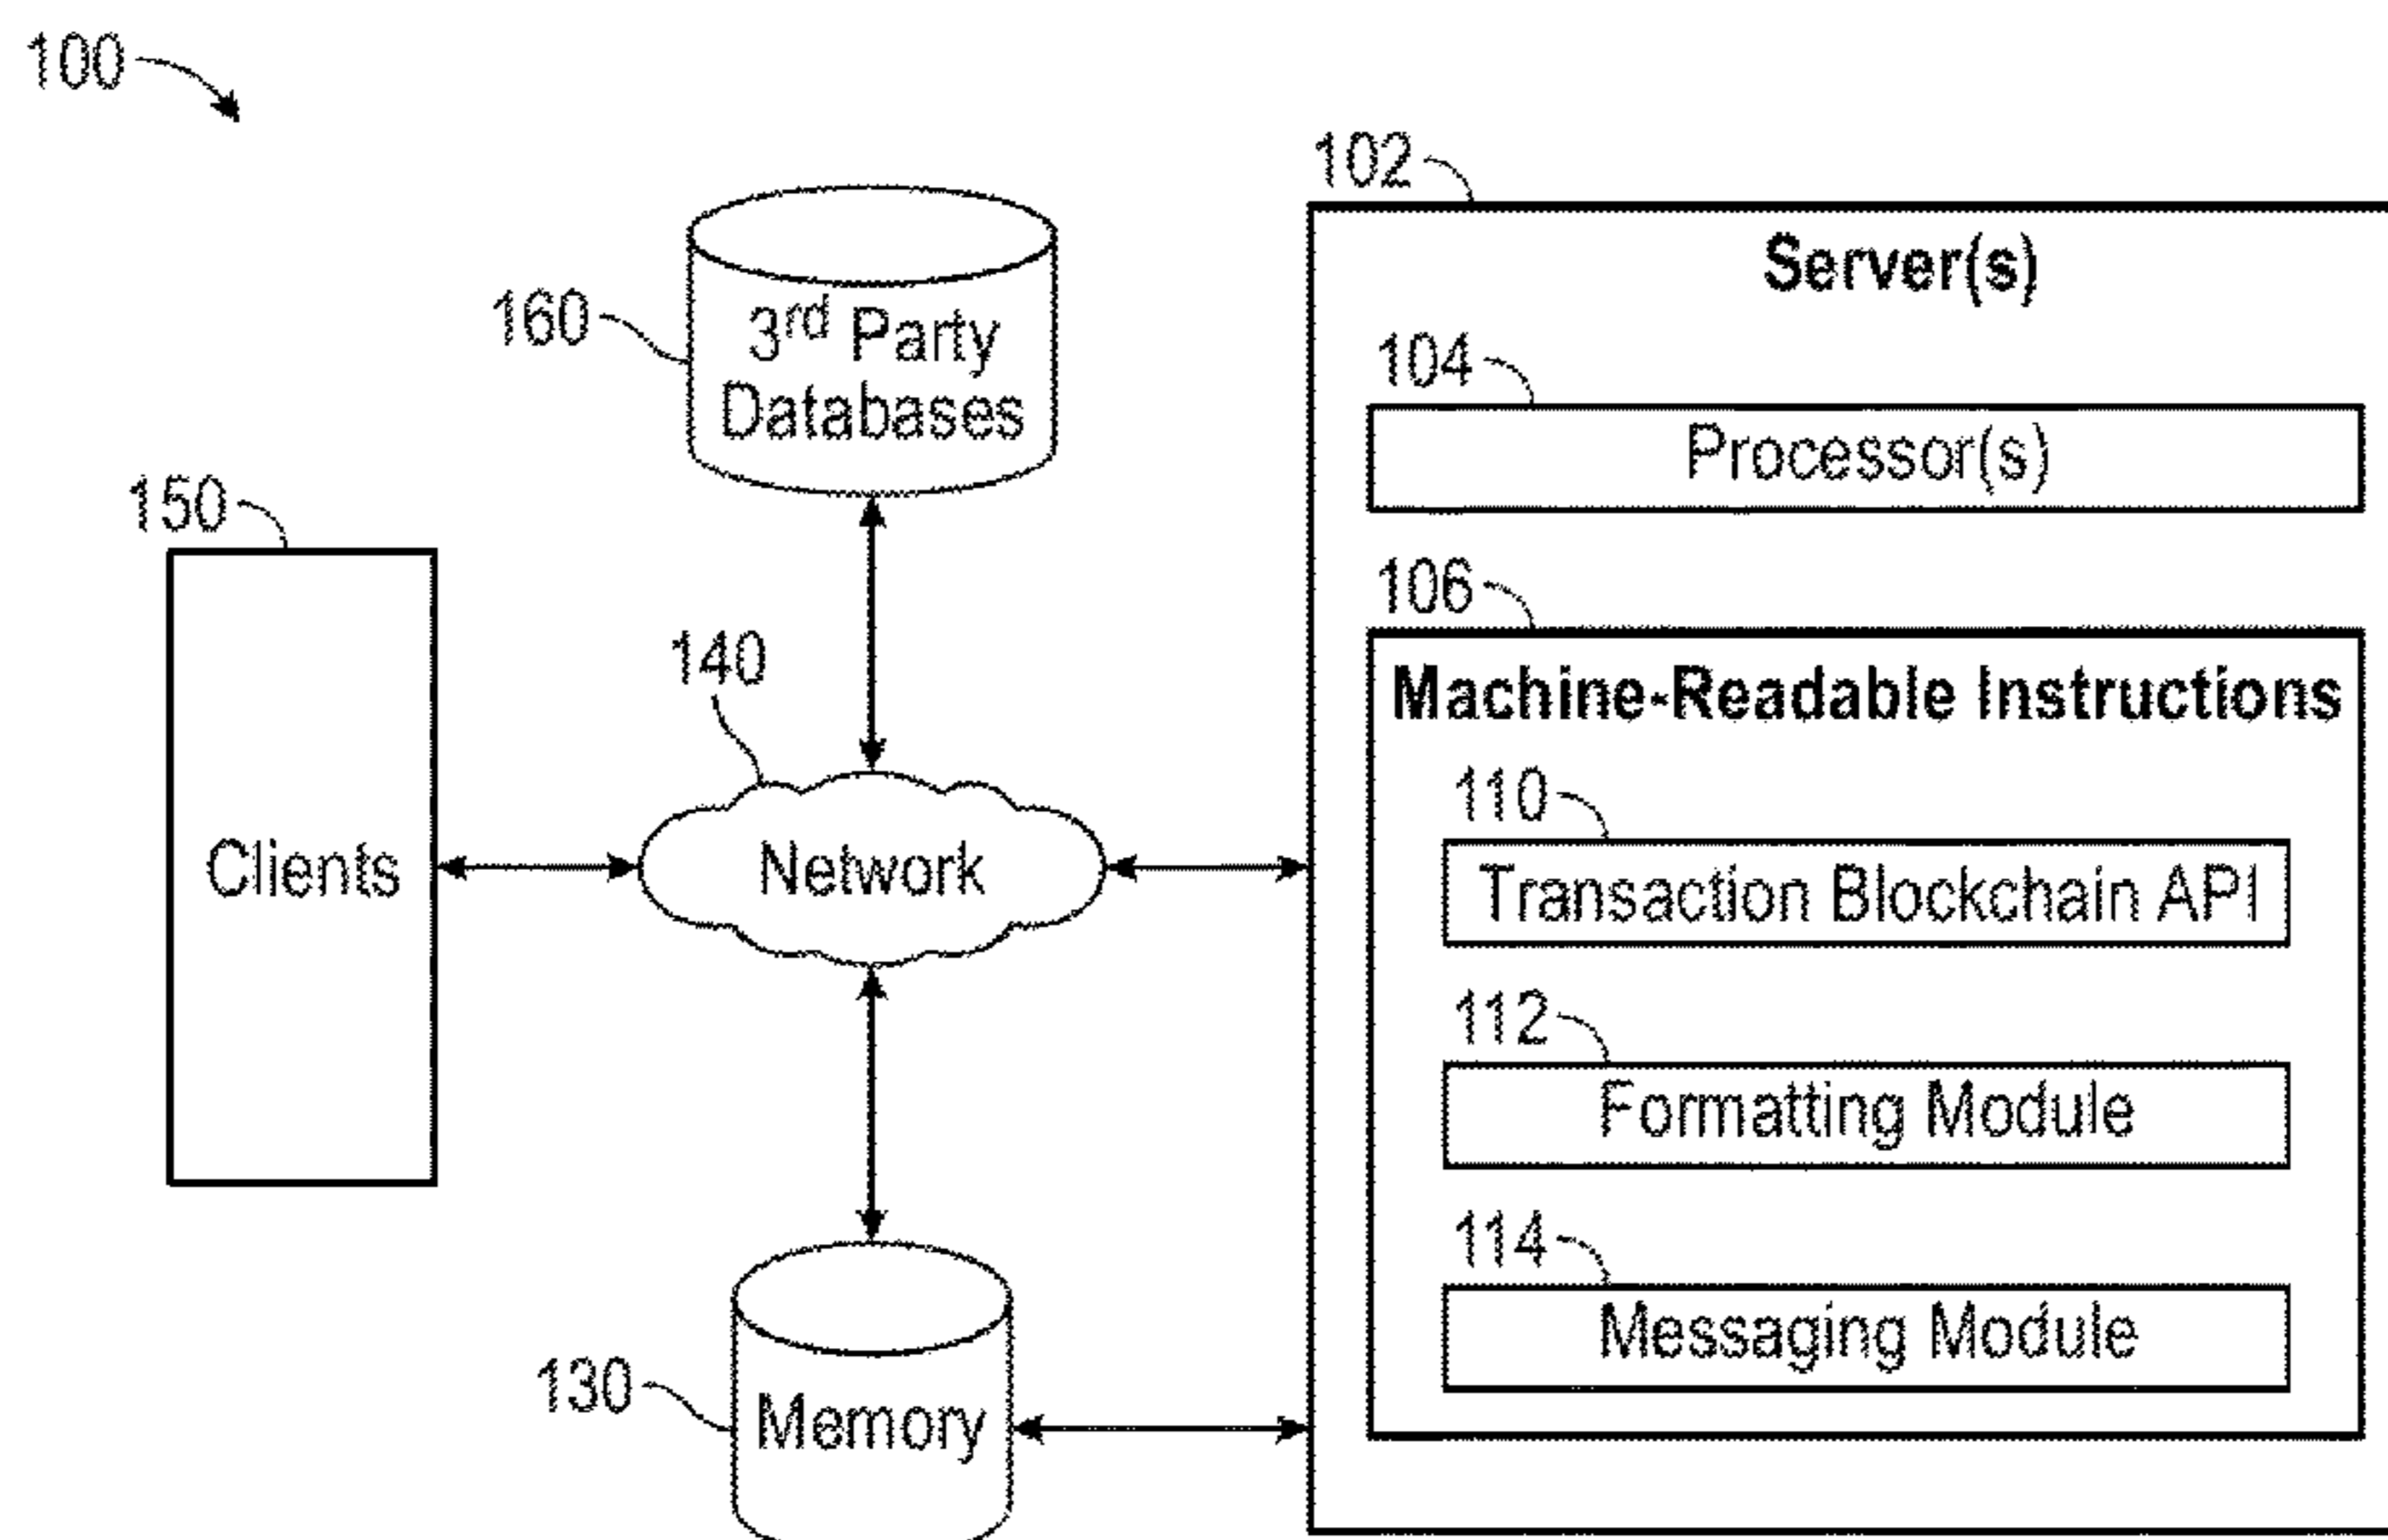 100
102
Server(s)
160
3rd Party
Databases
104
Processor(s)
150
106
Machine-Readable Instructions
140
110
Transaction Blockchain API
Clients
Network
112
Formatting Module
114
Messaging Module
130
Memory